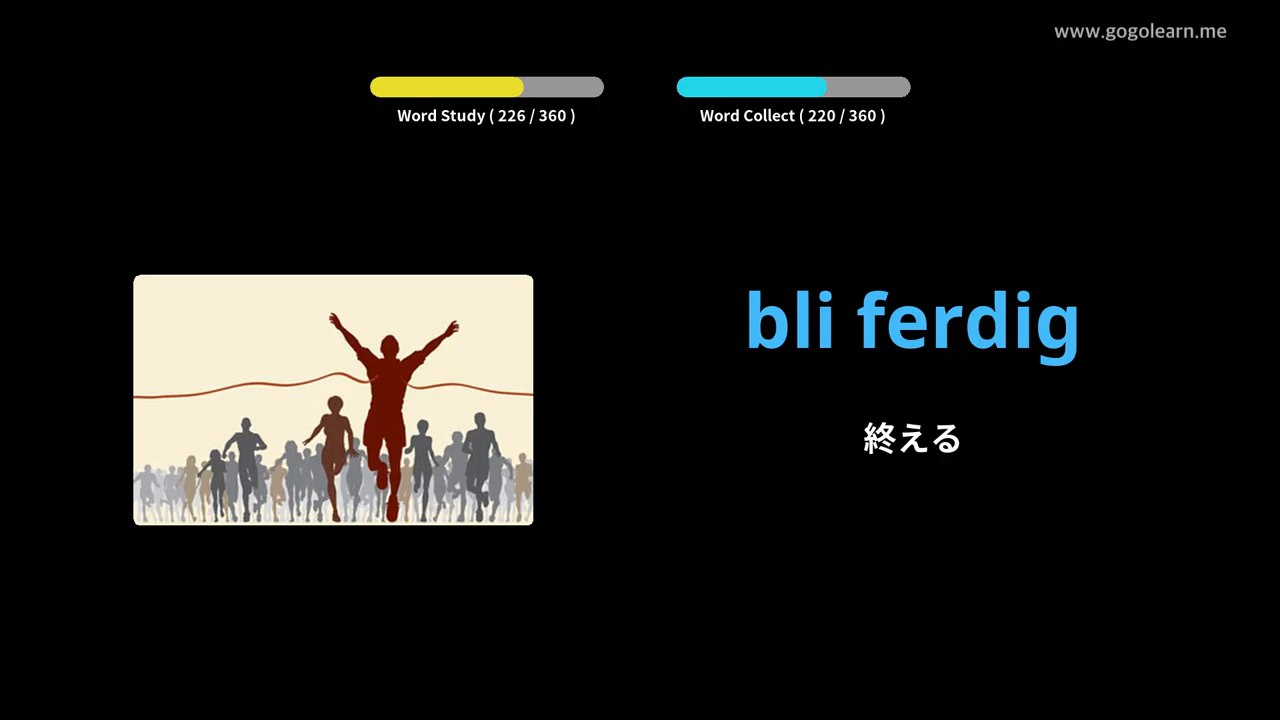 www.gogolearn.me
Word Study ( 226 / 360 )
Word Collect ( 220 / 360 )
bli ferdig
終える